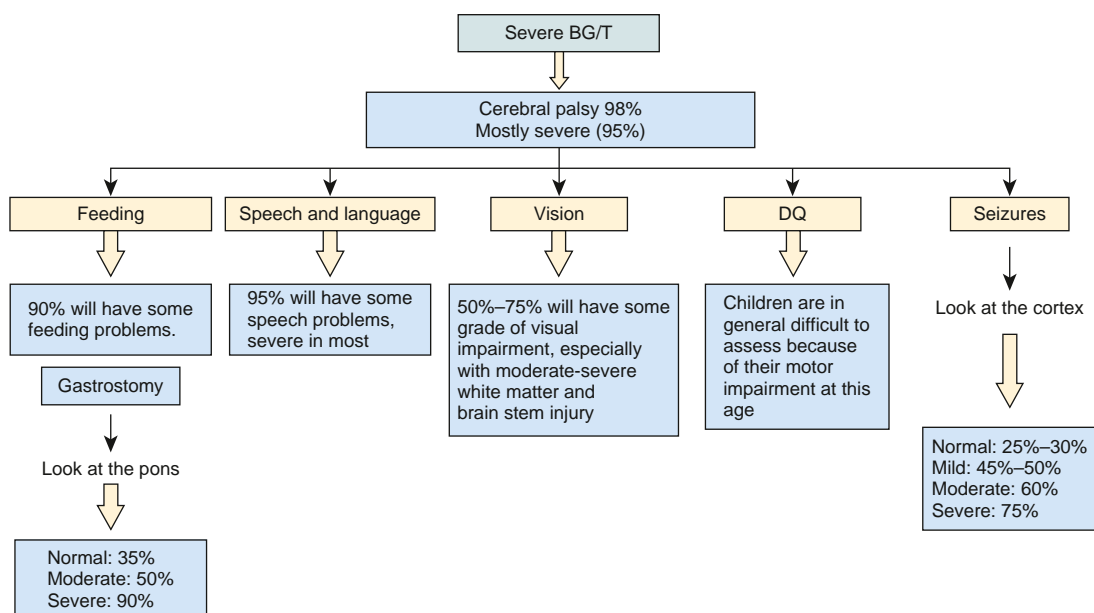 Severe BG/T
Cerebral palsy 98%
Mostly severe (95%)
Feeding
Speech and language
Vision
DQ
Seizures
90% will have some
feeding problems.
95% will have some
speech problems,
severe in most
50%–75% will have some
grade of visual
impairment, especially
with moderate-severe
white matter and
brain stem injury
Children are in
general difficult to
assess because
of their motor
impairment at this
age
Look at the cortex
Gastrostomy
Look at the pons
Normal: 25%–30%
Mild: 45%–50%
Moderate: 60%
Severe: 75%
Normal: 35%
Moderate: 50%
Severe: 90%